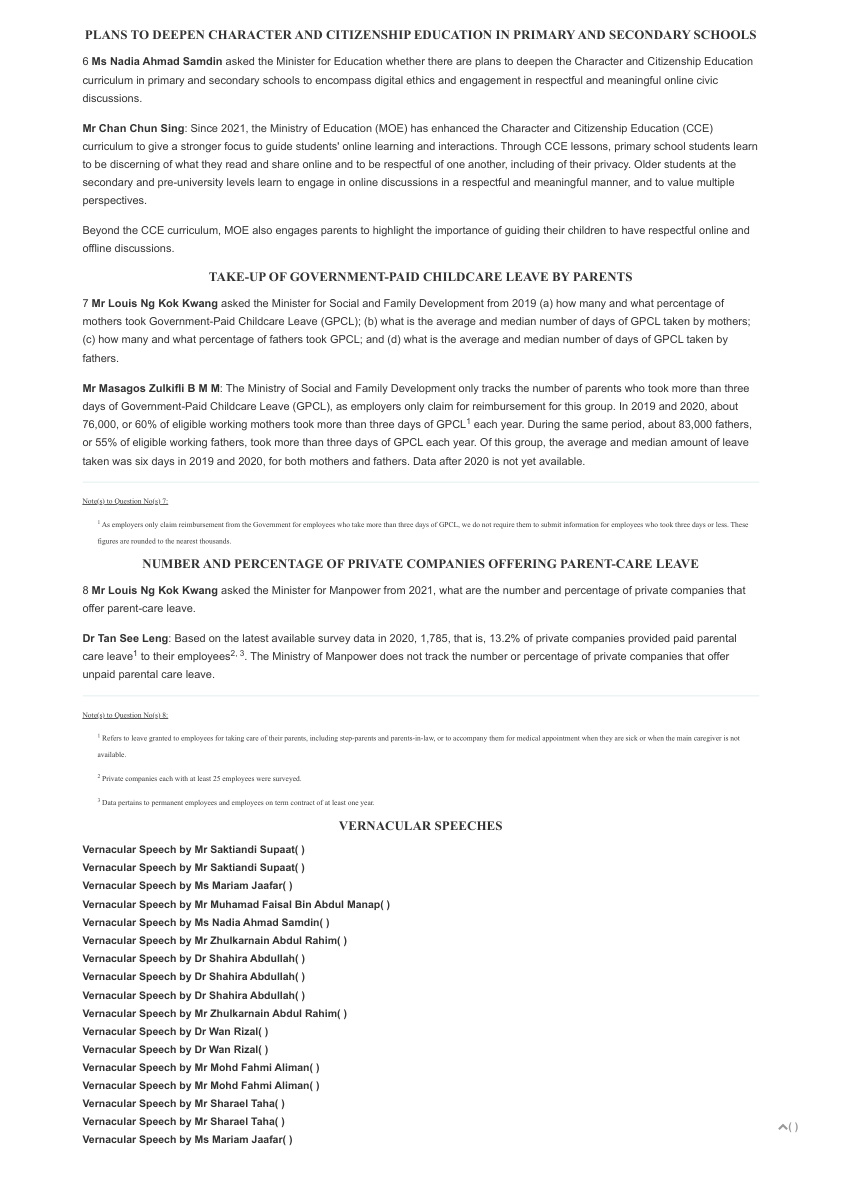 PLANS TO DEEPEN CHARACTER AND CITIZENSHIP EDUCATION IN PRIMARY AND SECONDARY SCHOOLS
6 Ms Nadia Ahmad Samdin asked the Minister for Education whether there are plans to deepen the Character and Citizenship Education
curriculum in primary and secondary schools to encompass digital ethics and engagement in respectful and meaningful online civic
discussions.
Mr Chan Chun Sing: Since 2021, the Ministry of Education (MOE) has enhanced the Character and Citizenship Education (CCE)
curriculum to give a stronger focus to guide students' online learning and interactions. Through CCE lessons, primary school students learn
to be discerning of what they read and share online and to be respectful of one another, including of their privacy. Older students at the
secondary and pre-university levels learn to engage in online discussions in a respectful and meaningful manner, and to value multiple
perspectives.
Beyond the CCE curriculum, MOE also engages parents to highlight the importance of guiding their children to have respectful online and
offline discussions.
TAKE-UP OF GOVERNMENT-PAID CHILDCARE LEAVE BY PARENTS
7 Mr Louis Ng Kok Kwang asked the Minister for Social and Family Development from 2019 (a) how many and what percentage of
mothers took Government-Paid Childcare Leave (GPCL); (b) what is the average and median number of days of GPCL taken by mothers;
(c) how many and what percentage of fathers took GPCL; and (d) what is the average and median number of days of GPCL taken by
fathers.
Mr Masagos Zulkifli B M M: The Ministry of Social and Family Development only tracks the number of parents who took more than three
days of Government-Paid Childcare Leave (GPCL), as employers only claim for reimbursement for this group. In 2019 and 2020, about
76,000, or 60% of eligible working mothers took more than three days of GPCL1 each year. During the same period, about 83,000 fathers,
or 55% of eligible working fathers, took more than three days of GPCL each year. Of this group, the average and median amount of leave
taken was six days in 2019 and 2020, for both mothers and fathers. Data after 2020 is not yet available.
Note(s) to Question No(s) 7:
1 As employers only claim reimbursement from the Government for employees who take more than three days of GPCL, we do not require them to submit information for employees who took three days or less. These
figures are rounded to the nearest thousands.
NUMBER AND PERCENTAGE OF PRIVATE COMPANIES OFFERING PARENT-CARE LEAVE
8 Mr Louis Ng Kok Kwang asked the Minister for Manpower from 2021, what are the number and percentage of private companies that
offer parent-care leave.
Dr Tan See Leng: Based on the latest available survey data in 2020, 1,785, that is, 13.2% of private companies provided paid parental
care leave1 to their employees2, 3. The Ministry of Manpower does not track the number or percentage of private companies that offer
unpaid parental care leave.
Note(s) to Question No(s) 8:
1 Refers to leave granted to employees for taking care of their parents, including step-parents and parents-in-law, or to accompany them for medical appointment when they are sick or when the main caregiver is not
available.
2 Private companies each with at least 25 employees were surveyed.
3 Data pertains to permanent employees and employees on term contract of at least one year.
VERNACULAR SPEECHES
Vernacular Speech by Mr Saktiandi Supaat( )
Vernacular Speech by Mr Saktiandi Supaat( )
Vernacular Speech by Ms Mariam Jaafar( )
Vernacular Speech by Mr Muhamad Faisal Bin Abdul Manap( )
Vernacular Speech by Ms Nadia Ahmad Samdin( )
Vernacular Speech by Mr Zhulkarnain Abdul Rahim( )
Vernacular Speech by Dr Shahira Abdullah( )
Vernacular Speech by Dr Shahira Abdullah( )
Vernacular Speech by Dr Shahira Abdullah( )
Vernacular Speech by Mr Zhulkarnain Abdul Rahim( )
Vernacular Speech by Dr Wan Rizal( )
Vernacular Speech by Dr Wan Rizal( )
Vernacular Speech by Mr Mohd Fahmi Aliman( )
Vernacular Speech by Mr Mohd Fahmi Aliman( )
Vernacular Speech by Mr Sharael Taha( )
Vernacular Speech by Mr Sharael Taha( )
Vernacular Speech by Ms Mariam Jaafar( )
( )